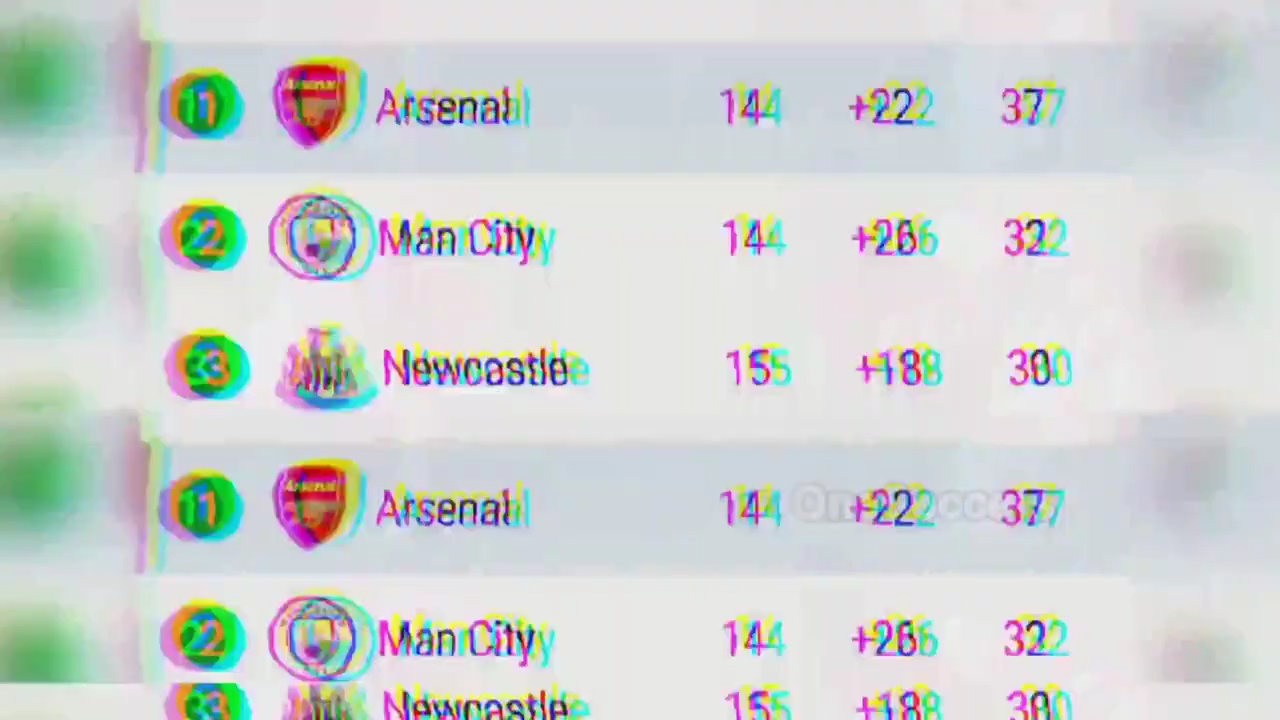 1 Arsenal 14 +22 37
2 Man City 14 +26 32
3 Newcastle 15 +18 30
1 Arsenal 14 +22 37
2 Man City 14 +26 32
3 Newcastle 15 +18 30